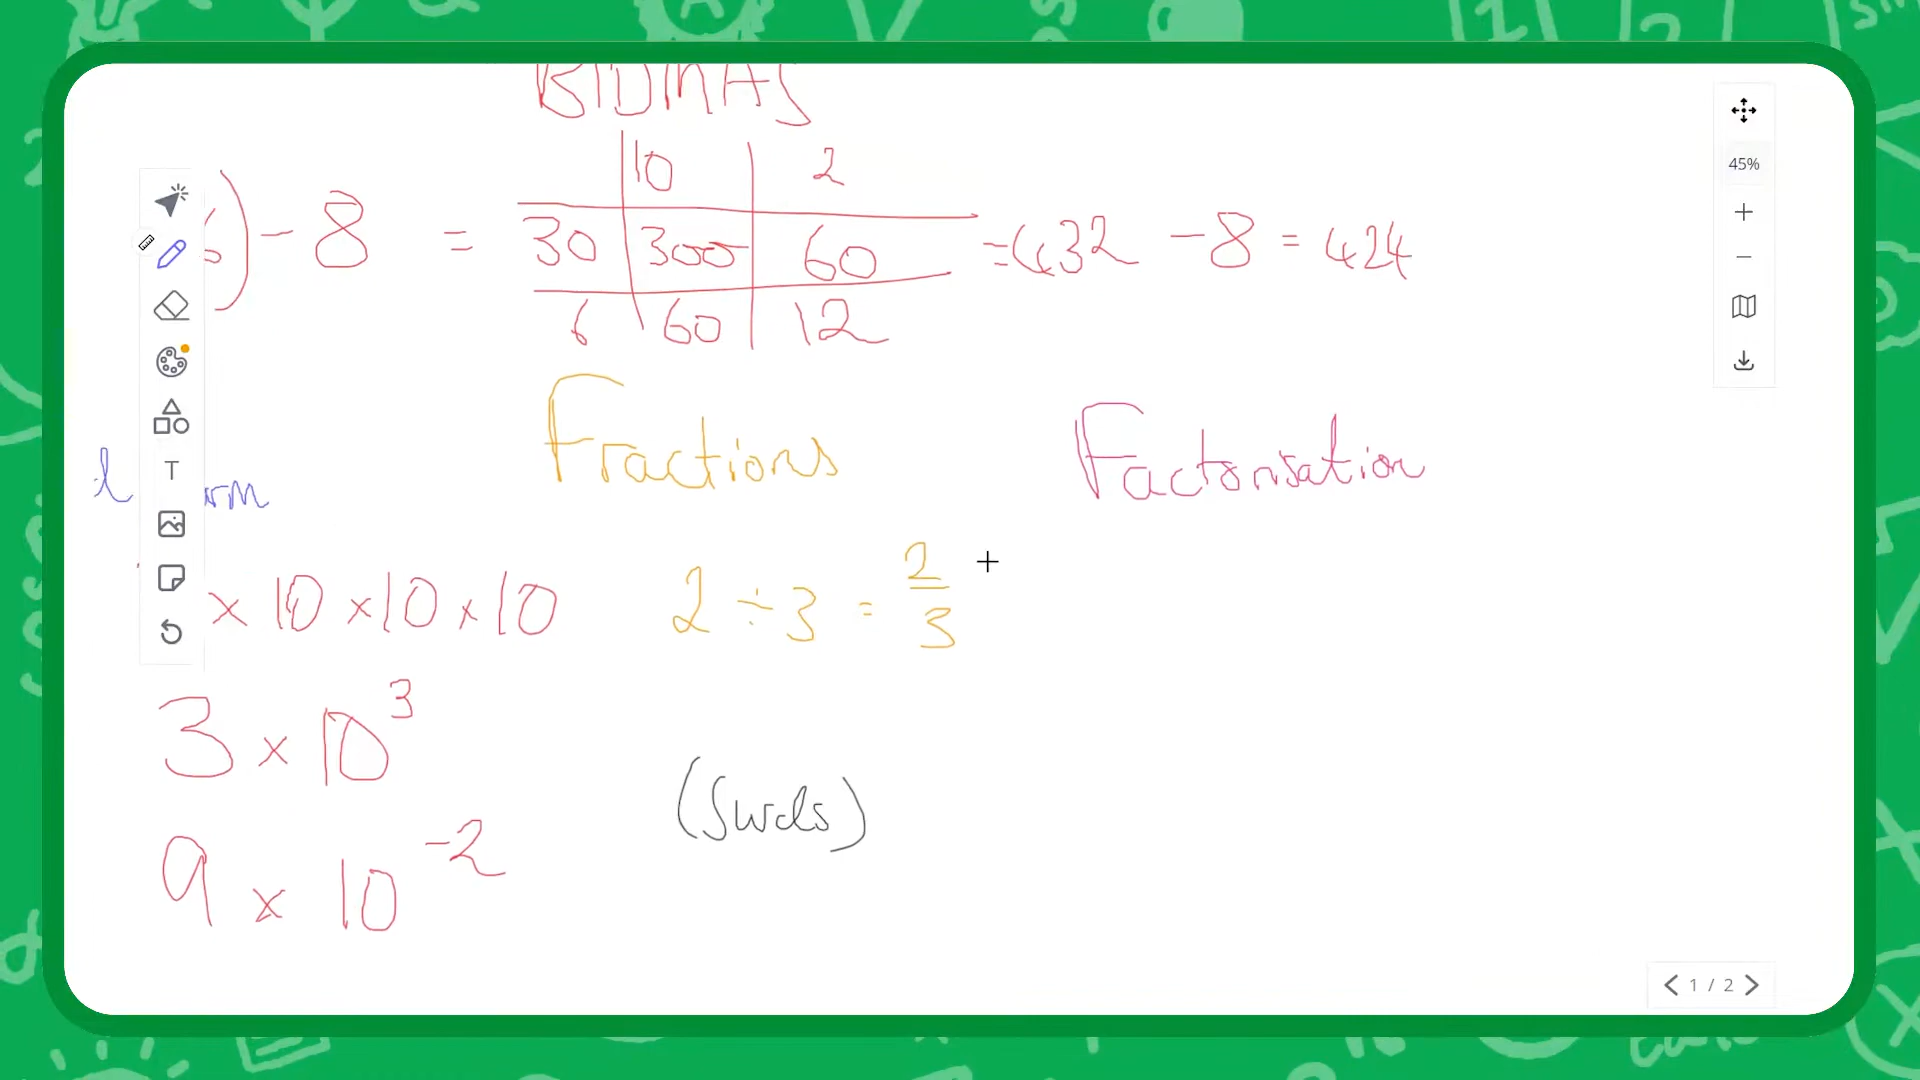 BIDMAS
10 2
6) - 8 = 30 300 60 = 432 - 8 = 424
6 60 12
Fractions Factorisation
× 10 × 10 × 10
2 ÷ 3 = 2/3
3 × 10³
(Surds)
9 × 10⁻²
45%
T
1 / 2